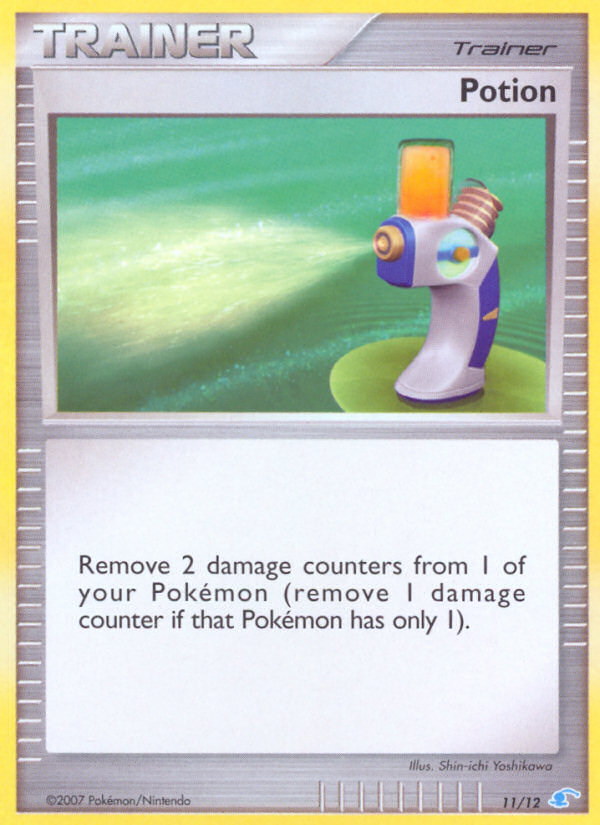 TRAINER
Trainer
Potion
Remove 2 damage counters from 1 of
your Pokémon (remove 1 damage
counter if that Pokémon has only 1).
Illus. Shin-ichi Yoshikawa
©2007 Pokémon/Nintendo
11/12